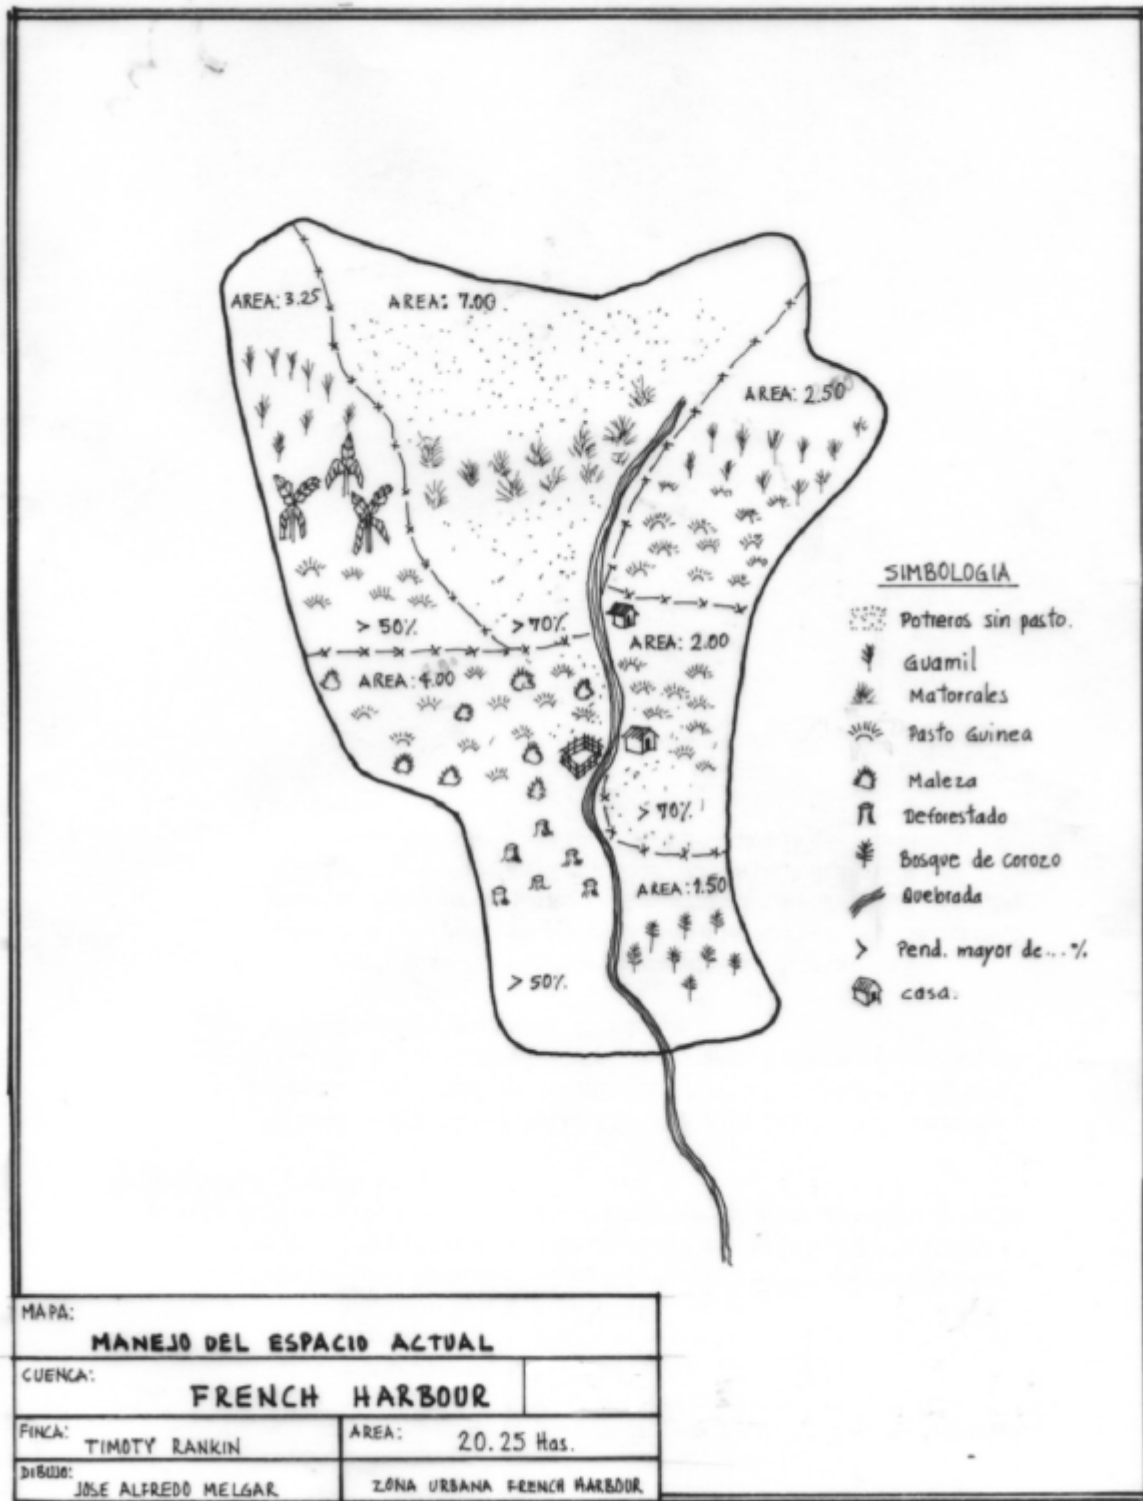 AREA: 3.25
AREA: 7.00
AREA: 2.50
> 50%
> 70%
AREA: 2.00
AREA: 4.00
> 70%
AREA: 1.50
> 50%
SIMBOLOGIA
Potreros sin pasto.
Guamil
Matorrales
Pasto Guinea
Maleza
Deforestado
Bosque de corozo
Quebrada
> Pend. mayor de...%
casa.
MAPA:
MANEJO DEL ESPACIO ACTUAL
CUENCA:
FRENCH HARBOUR
FINCA: TIMOTY RANKIN
AREA: 20.25 Has.
DIBUJO: JOSE ALFREDO MELGAR
ZONA URBANA FRENCH HARBOUR